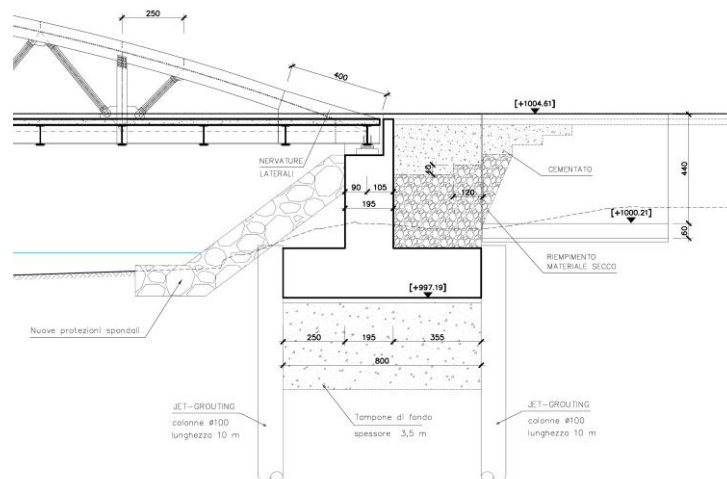 250
400
[+1004.61]
NERVATURE
LATERALI
CEMENTATO
440
90 105
120
195
[+1000.21]
60
RIEMPIMENTO
MATERIALE SECCO
[+997.19]
Nuove protezioni spondali
250 195 355
800
JET-GROUTING
colonne ø100
lunghezza 10 m
Tampone di fondo
spessore 3,5 m
JET-GROUTING
colonne ø100
lunghezza 10 m